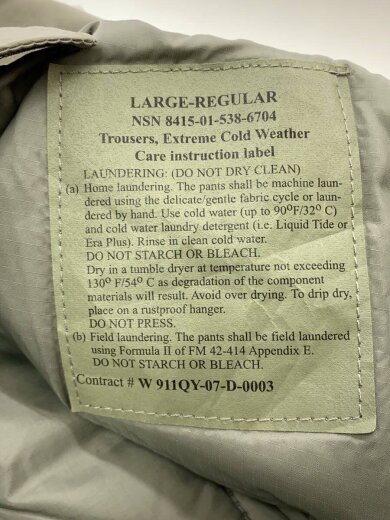 LARGE-REGULAR
NSN 8415-01-538-6704
Trousers, Extreme Cold Weather
Care instruction label
LAUNDERING: (DO NOT DRY CLEAN)
(a) Home laundering. The pants shall be machine laun-
dered using the delicate/gentle fabric cycle or laun-
dered by hand. Use cold water (up to 90⁰F/32⁰ C)
and cold water laundry detergent (i.e. Liquid Tide or
Era Plus). Rinse in clean cold water.
DO NOT STARCH OR BLEACH.
Dry in a tumble dryer at temperature not exceeding
130⁰ F/54⁰ C as degradation of the component
materials will result. Avoid over drying. To drip dry,
place on a rustproof hanger.
DO NOT PRESS.
(b) Field laundering. The pants shall be field laundered
using Formula II of FM 42-414 Appendix E.
DO NOT STARCH OR BLEACH.
Contract # W 911QY-07-D-0003